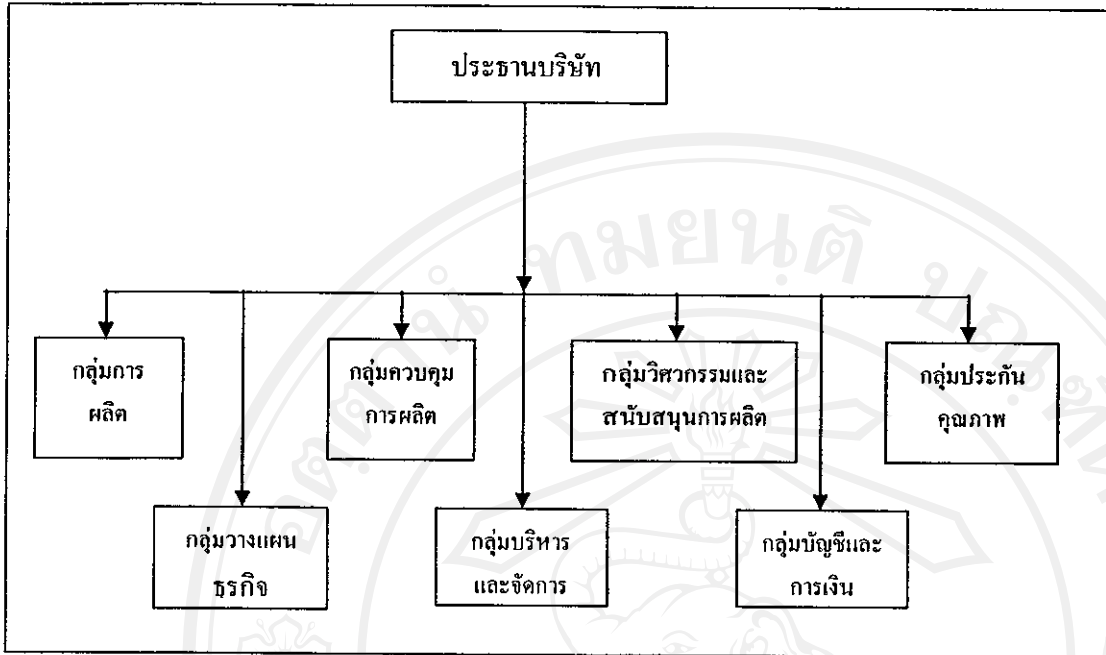 ประธานบริษัท
กลุ่มการ
ผลิต
กลุ่มควบคุม
การผลิต
กลุ่มวิศวกรรมและ
สนับสนุนการผลิต
กลุ่มประกัน
คุณภาพ
กลุ่มวางแผน
ธุรกิจ
กลุ่มบริหาร
และจัดการ
กลุ่มบัญชีและ
การเงิน